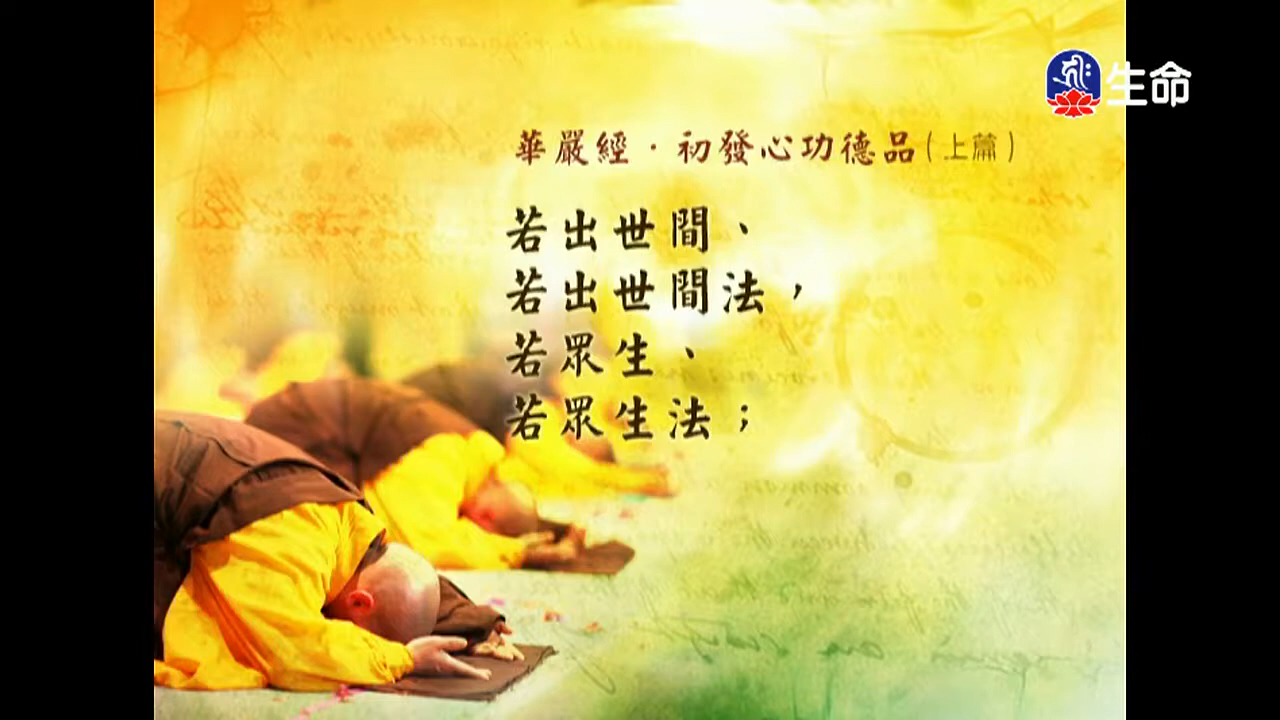 生命
華嚴經·初發心功德品(上篇)
若出世間、
若出世間法，
若眾生、
若眾生法；